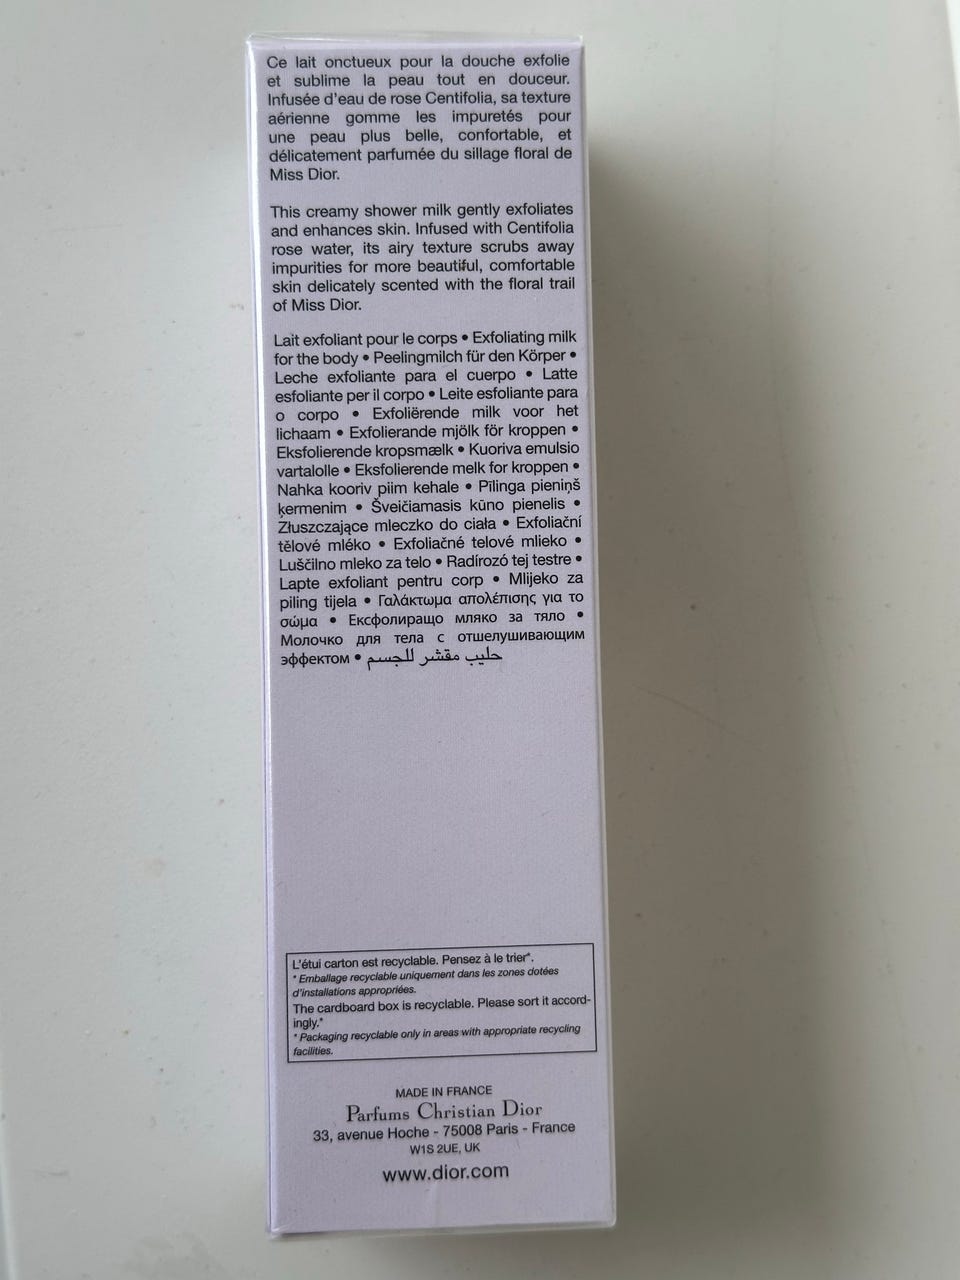 Ce lait onctueux pour la douche exfolie
et sublime la peau tout en douceur.
Infusée d'eau de rose Centifolia, sa texture
aérienne gomme les impuretés pour
une peau plus belle, confortable, et
délicatement parfumée du sillage floral de
Miss Dior.
This creamy shower milk gently exfoliates
and enhances skin. Infused with Centifolia
rose water, its airy texture scrubs away
impurities for more beautiful, comfortable
skin delicately scented with the floral trail
of Miss Dior.
Lait exfoliant pour le corps • Exfoliating milk
for the body • Peelingmilch für den Körper •
Leche exfoliante para el cuerpo • Latte
esfoliante per il corpo • Leite esfoliante para
o corpo • Exfoliërende milk voor het
lichaam • Exfolierande mjölk för kroppen •
Eksfolierende kropsmælk • Kuoriva emulsio
vartalolle • Eksfolierende melk for kroppen •
Nahka kooriv piim kehale • Pīlinga pieniņš
ķermenim • Šveičiamasis kūno pienelis •
Złuszczające mleczko do ciała • Exfoliační
tělové mléko • Exfoliačné telové mlieko •
Luščilno mleko za telo • Radírozó tej testre •
Lapte exfoliant pentru corp • Mlijeko za
piling tijela • Γαλάκτωμα απολέπισης για το
σώμα • Ексфолиращо мляко за тяло •
Молочко для тела с отшелушивающим
эффектом • حليب مقشر للجسم
L'étui carton est recyclable. Pensez à le trier*.
* Emballage recyclable uniquement dans les zones dotées
d'installations appropriées.
The cardboard box is recyclable. Please sort it accord-
ingly.*
* Packaging recyclable only in areas with appropriate recycling
facilities.
MADE IN FRANCE
Parfums Christian Dior
33, avenue Hoche - 75008 Paris - France
W1S 2UE, UK
www.dior.com